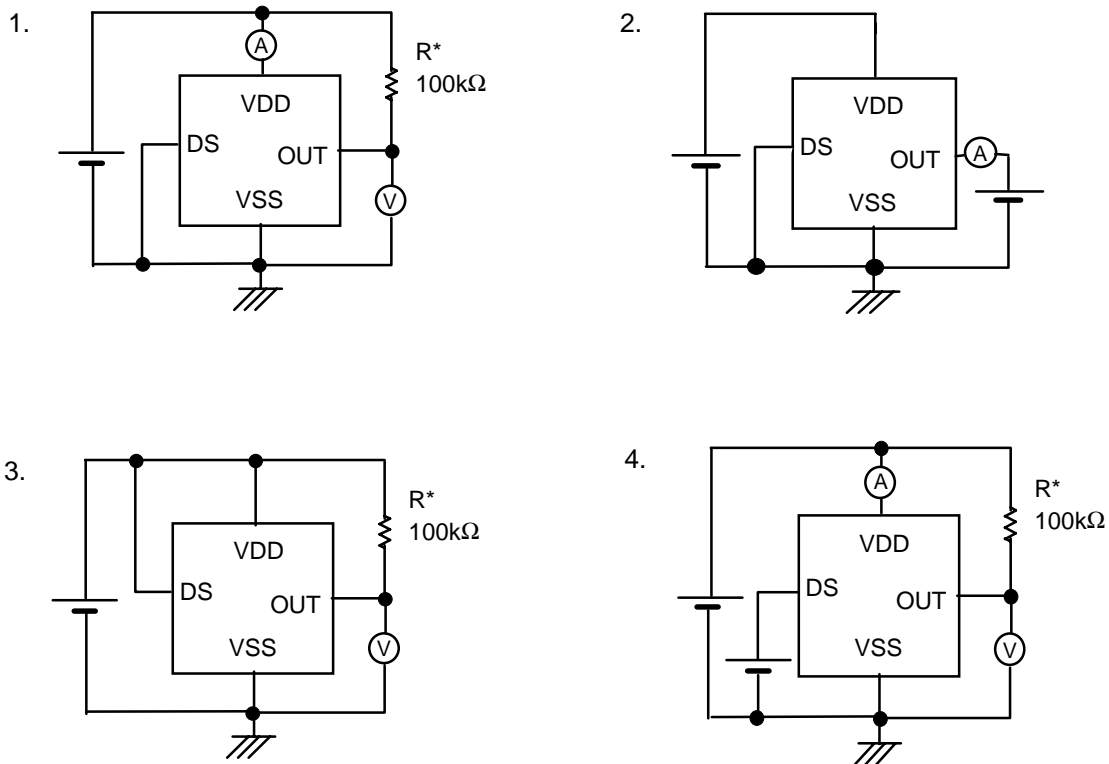 1.
A
R*
100kΩ
VDD
DS
OUT
VSS
V
2.
VDD
DS
OUT
A
VSS
3.
R*
100kΩ
VDD
DS
OUT
VSS
V
4.
A
R*
100kΩ
VDD
DS
OUT
VSS
V